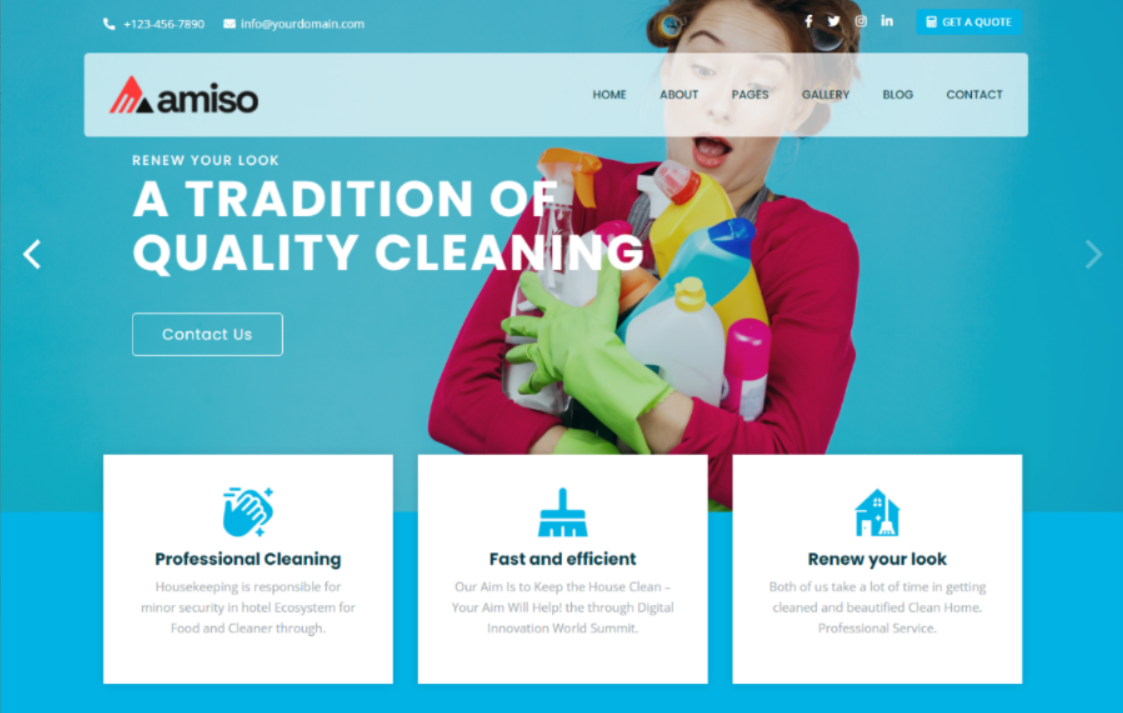 +123-456-7890 info@yourdomain.com GET A QUOTE
amiso HOME ABOUT PAGES GALLERY BLOG CONTACT
RENEW YOUR LOOK
A TRADITION OF
QUALITY CLEANING
Contact Us
Professional Cleaning
Housekeeping is responsible for
minor security in hotel Ecosystem for
Food and Cleaner through.
Fast and efficient
Our Aim Is to Keep the House Clean –
Your Aim Will Help! the through Digital
Innovation World Summit.
Renew your look
Both of us take a lot of time in getting
cleaned and beautified Clean Home.
Professional Service.